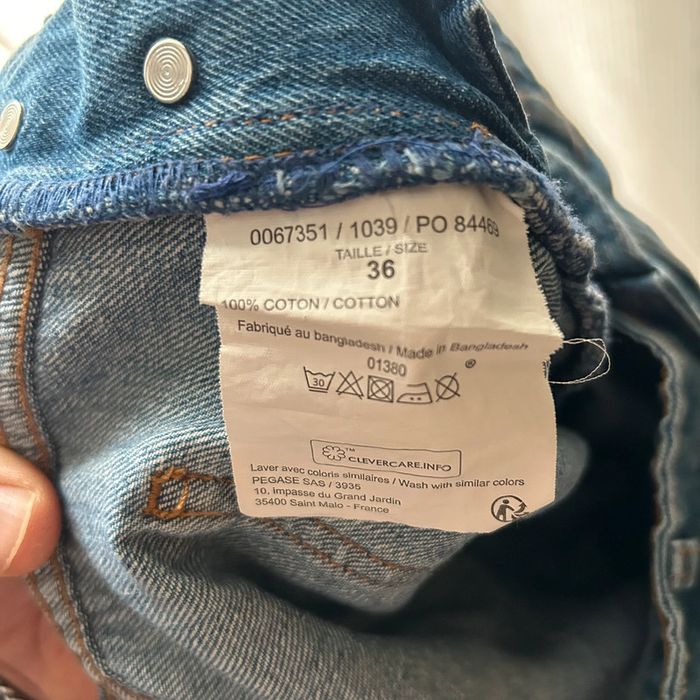 0067351 / 1039 / PO 84469
TAILLE / SIZE
36
100% COTON / COTTON
Fabriqué au bangladesh / Made in Bangladesh
01380
30
CLEVERCARE.INFO
Laver avec coloris similaires / Wash with similar colors
PEGASE SAS / 3935
10, Impasse du Grand Jardin
35400 Saint Malo - France